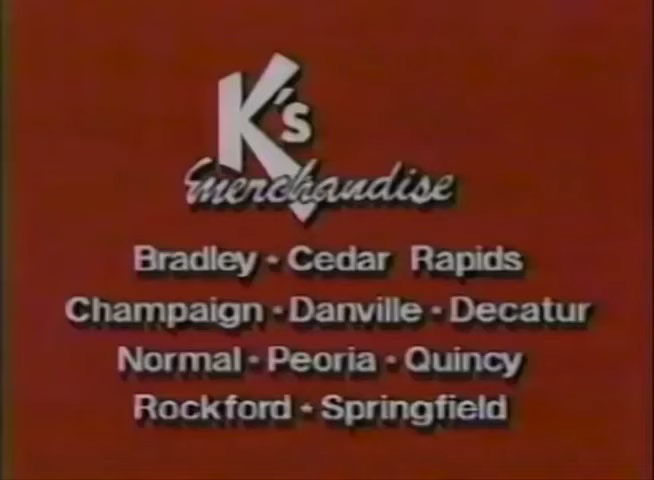 K's
merchandise
Bradley • Cedar Rapids
Champaign • Danville • Decatur
Normal • Peoria • Quincy
Rockford • Springfield